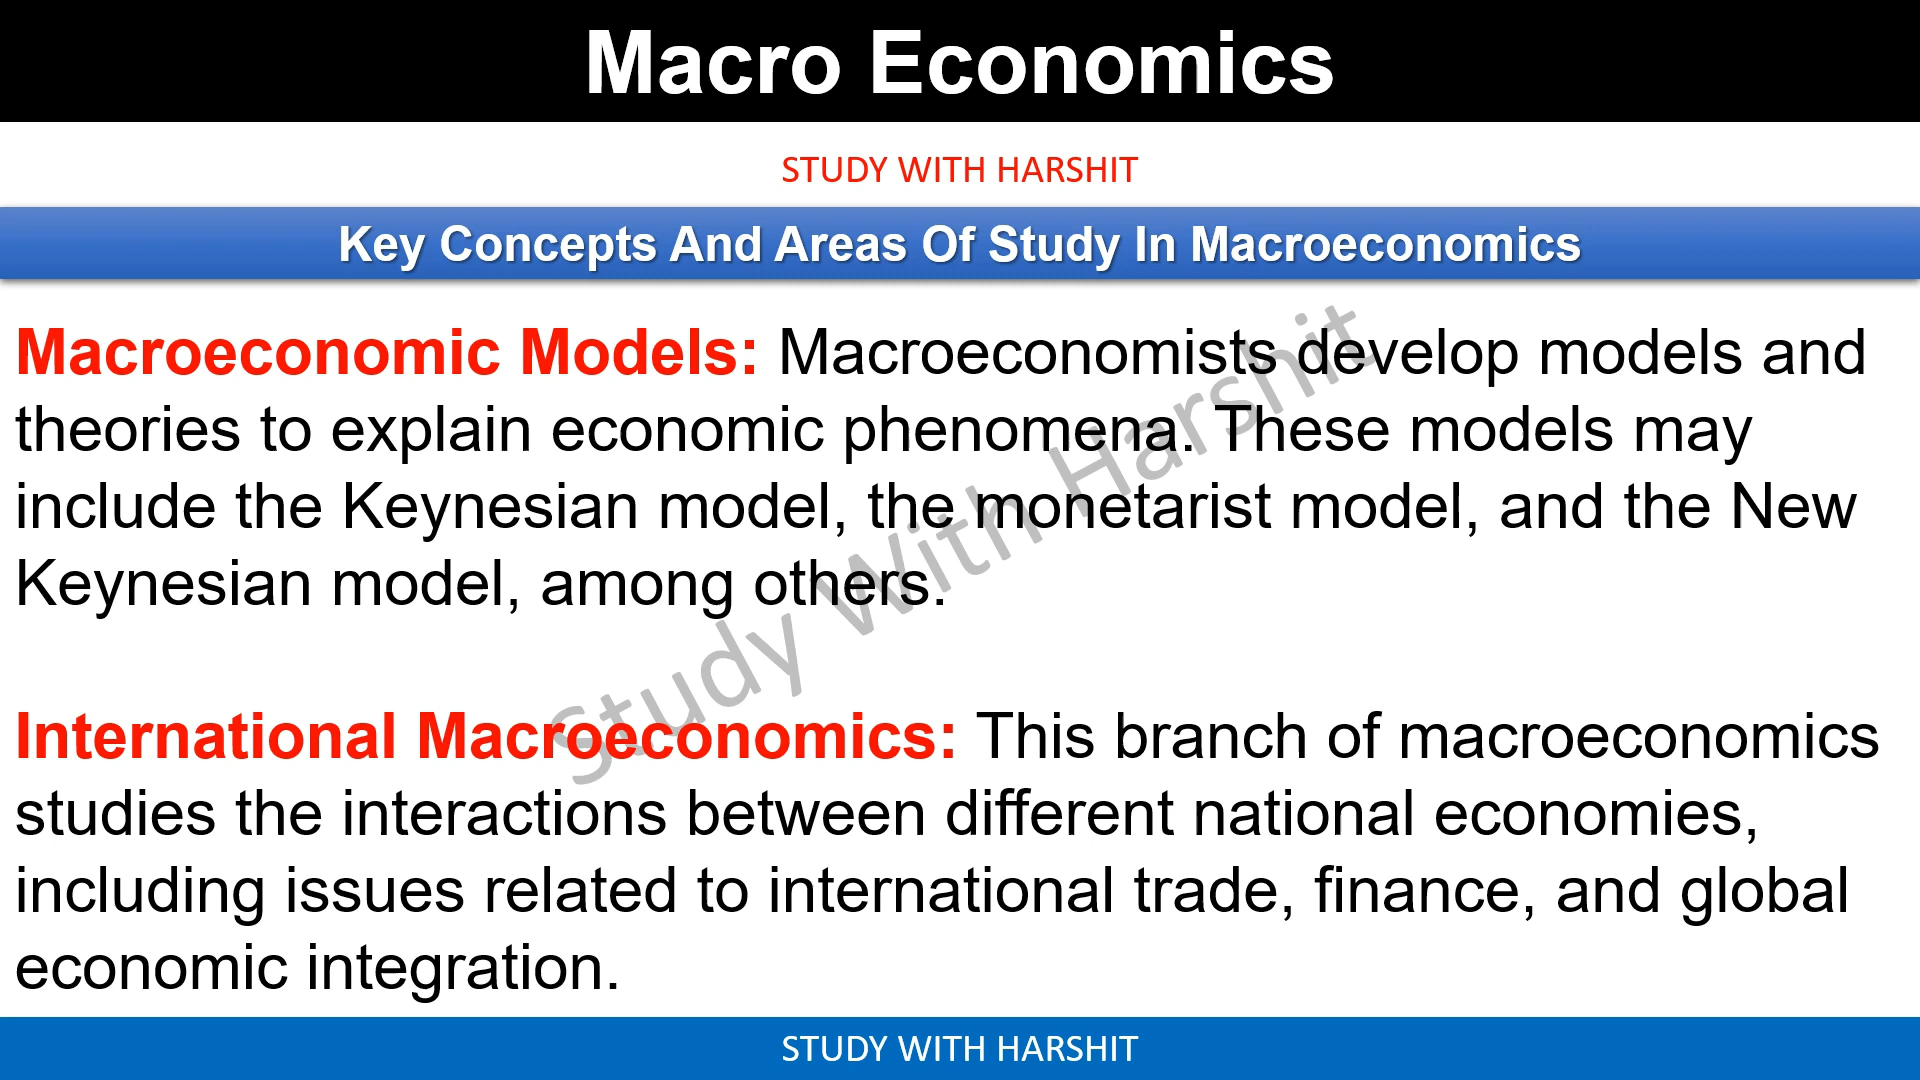 Macro Economics
STUDY WITH HARSHIT
Key Concepts And Areas Of Study In Macroeconomics
Macroeconomic Models: Macroeconomists develop models and
theories to explain economic phenomena. These models may
include the Keynesian model, the monetarist model, and the New
Keynesian model, among others.
Study With Harshit
International Macroeconomics: This branch of macroeconomics
studies the interactions between different national economies,
including issues related to international trade, finance, and global
economic integration.
STUDY WITH HARSHIT